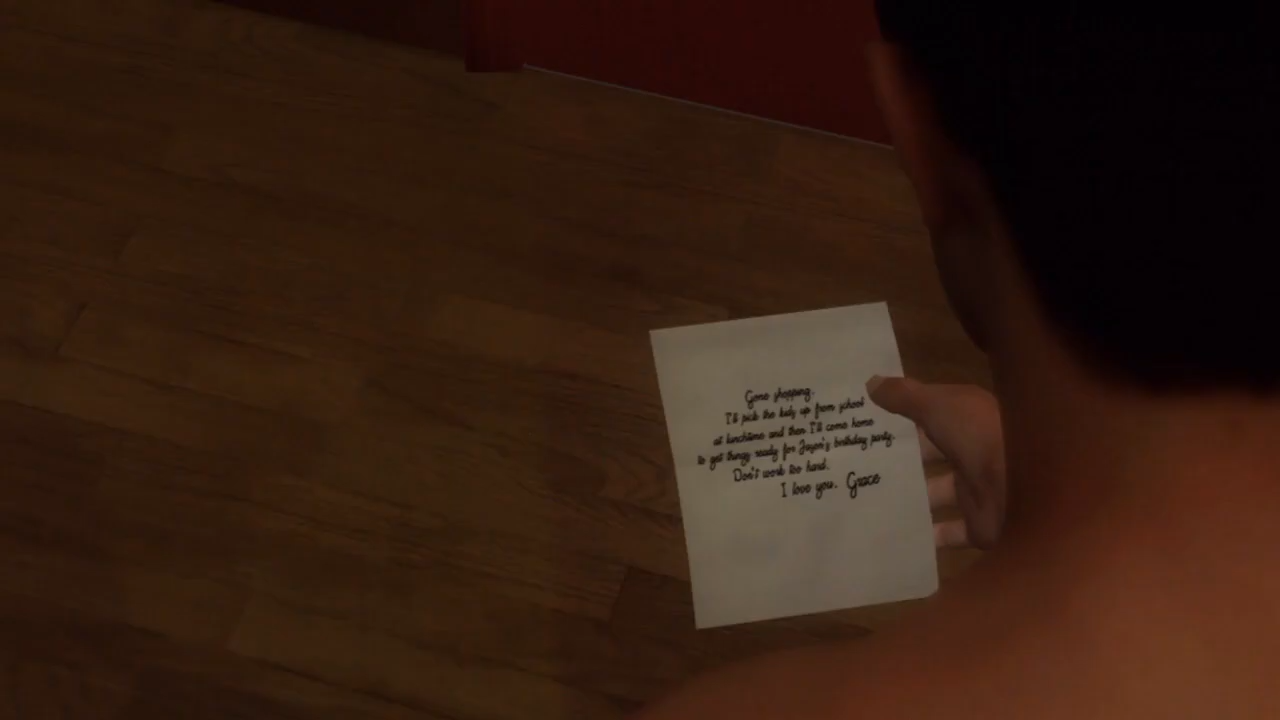 Gone shopping.
I'll pick the kids up from school
at lunchtime and then I'll come home
to get things ready for Jason's birthday party.
Don't work too hard.
I love you. Grace